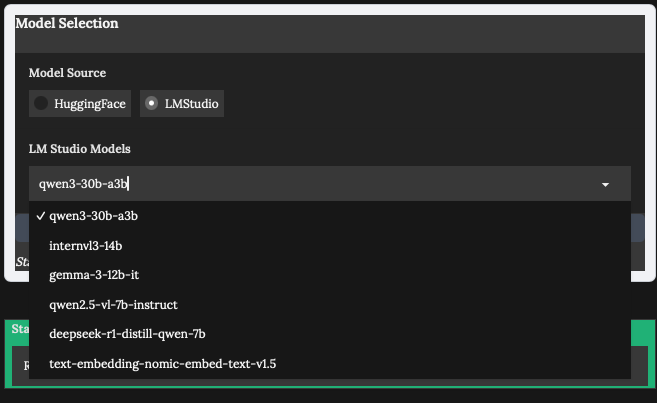 Model Selection
Model Source
HuggingFace LMStudio
LM Studio Models
qwen3-30b-a3b
qwen3-30b-a3b
internvl3-14b
gemma-3-12b-it
qwen2.5-vl-7b-instruct
deepseek-r1-distill-qwen-7b
text-embedding-nomic-embed-text-v1.5